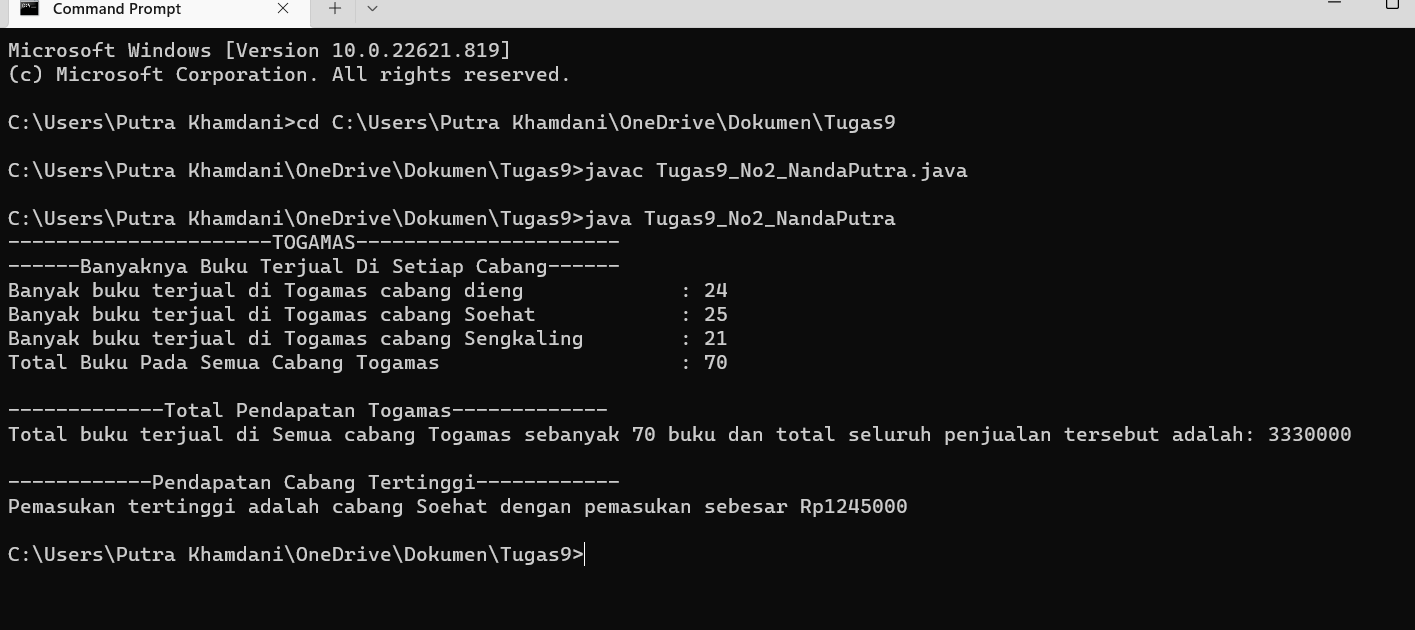 Command Prompt
Microsoft Windows [Version 10.0.22621.819]
(c) Microsoft Corporation. All rights reserved.
C:\Users\Putra Khamdani>cd C:\Users\Putra Khamdani\OneDrive\Dokumen\Tugas9
C:\Users\Putra Khamdani\OneDrive\Dokumen\Tugas9>javac Tugas9_No2_NandaPutra.java
C:\Users\Putra Khamdani\OneDrive\Dokumen\Tugas9>java Tugas9_No2_NandaPutra
----------------------TOGAMAS----------------------
------Banyaknya Buku Terjual Di Setiap Cabang------
Banyak buku terjual di Togamas cabang dieng             : 24
Banyak buku terjual di Togamas cabang Soehat            : 25
Banyak buku terjual di Togamas cabang Sengkaling        : 21
Total Buku Pada Semua Cabang Togamas                    : 70
-------------Total Pendapatan Togamas-------------
Total buku terjual di Semua cabang Togamas sebanyak 70 buku dan total seluruh penjualan tersebut adalah: 3330000
------------Pendapatan Cabang Tertinggi------------
Pemasukan tertinggi adalah cabang Soehat dengan pemasukan sebesar Rp1245000
C:\Users\Putra Khamdani\OneDrive\Dokumen\Tugas9>